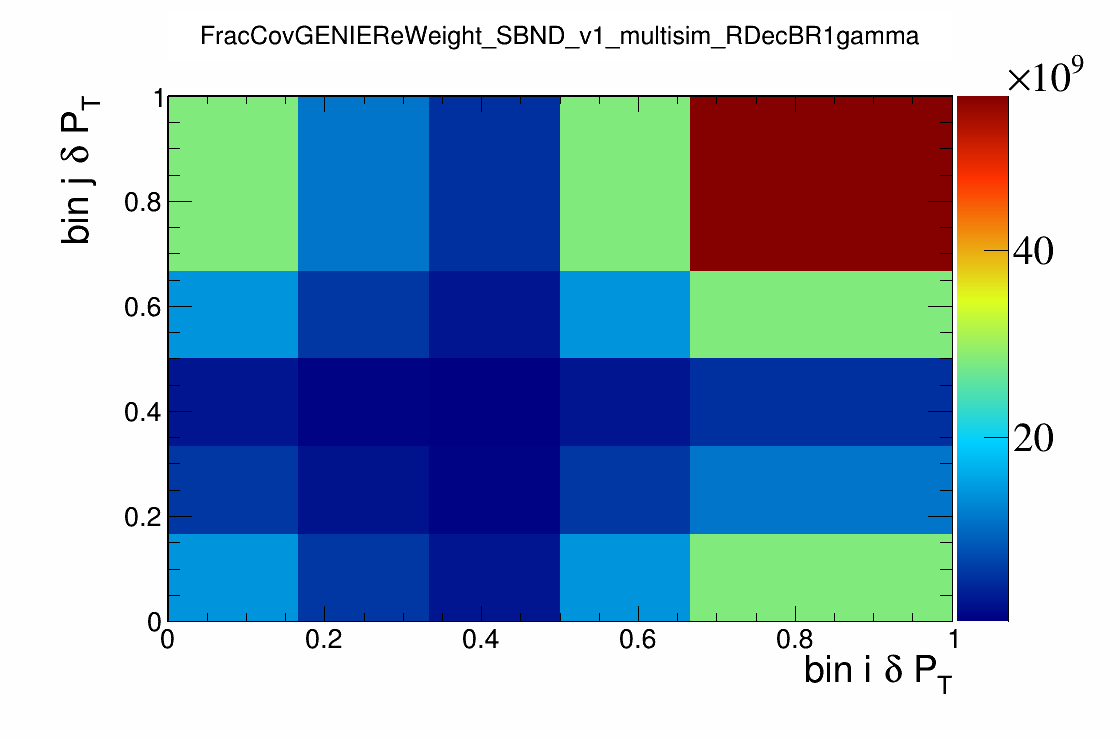 FracCovGENIEReWeight_SBND_v1_multisim_RDecBR1gamma
×10⁹
bin j δ P_T
1
0.8
0.6
0.4
0.2
0
0 0.2 0.4 0.6 0.8 1
bin i δ P_T
40
20